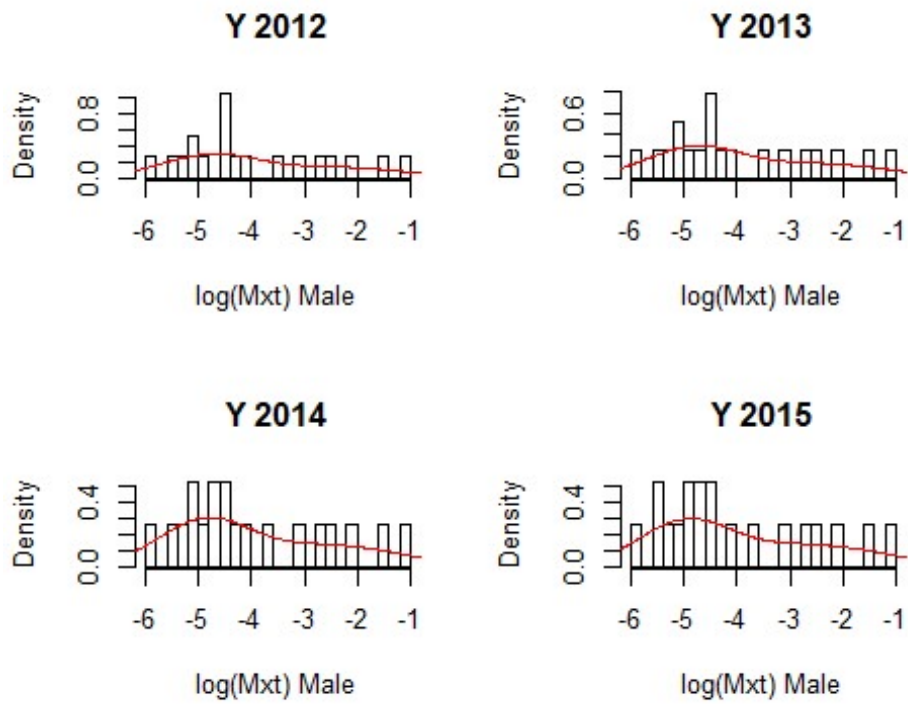 Y 2012
Density
0.0 0.8
-6 -5 -4 -3 -2 -1
log(Mxt) Male
Y 2013
Density
0.0 0.6
-6 -5 -4 -3 -2 -1
log(Mxt) Male
Y 2014
Density
0.0 0.4
-6 -5 -4 -3 -2 -1
log(Mxt) Male
Y 2015
Density
0.0 0.4
-6 -5 -4 -3 -2 -1
log(Mxt) Male